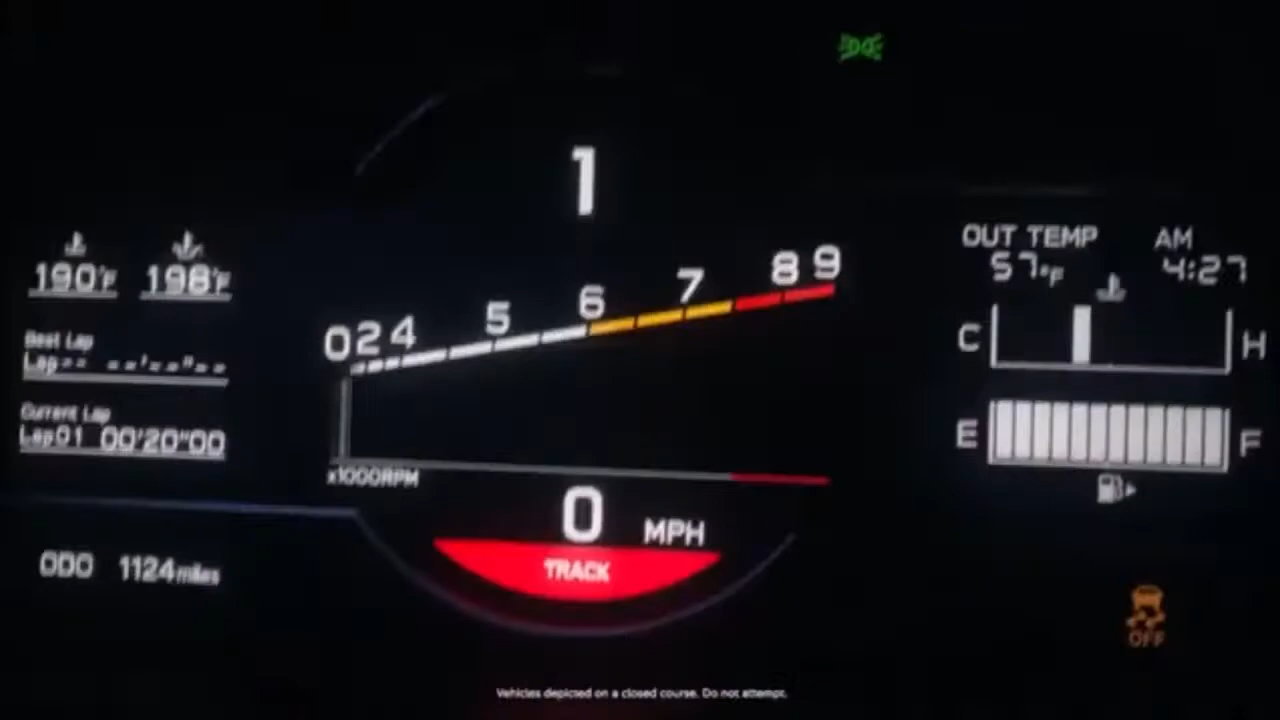 1
190°F 198°F
Best Lap
Lap-- --'--"--
Current Lap
Lap01 00'20"00
ODO 1124miles
0 2 4 5 6 7 8 9
x1000RPM
0 MPH
TRACK
OUT TEMP AM
57°F 4:27
C H
E F
OFF
Vehicles depicted on a closed course. Do not attempt.